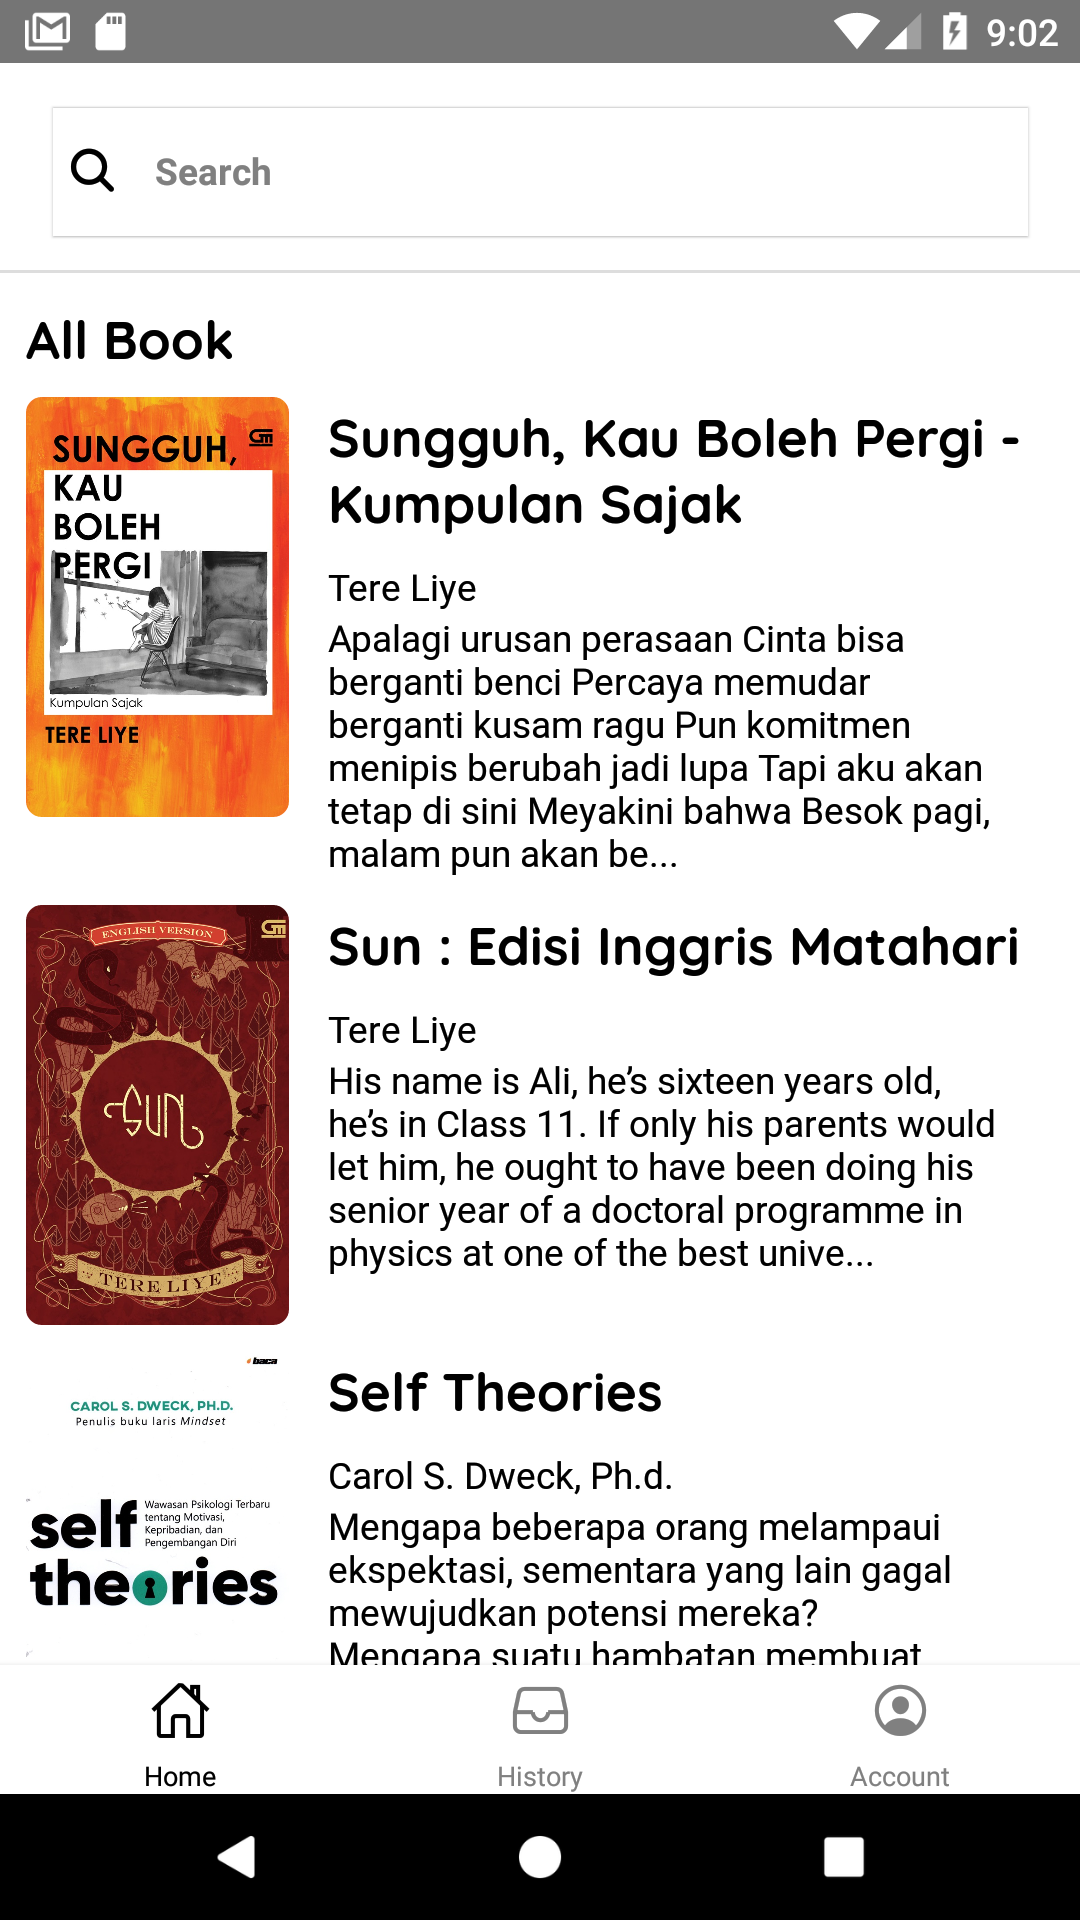 9:02
Search
All Book
SUNGGUH,
KAU
BOLEH
PERGI
Kumpulan Sajak
TERE LIYE
Sungguh, Kau Boleh Pergi -
Kumpulan Sajak
Tere Liye
Apalagi urusan perasaan Cinta bisa
berganti benci Percaya memudar
berganti kusam ragu Pun komitmen
menipis berubah jadi lupa Tapi aku akan
tetap di sini Meyakini bahwa Besok pagi,
malam pun akan be...
ENGLISH VERSION
SUN
TERE LIYE
Sun : Edisi Inggris Matahari
Tere Liye
His name is Ali, he’s sixteen years old,
he’s in Class 11. If only his parents would
let him, he ought to have been doing his
senior year of a doctoral programme in
physics at one of the best unive...
baca
CAROL S. DWECK, PH.D.
Penulis buku laris Mindset
self
theories
Wawasan Psikologi Terbaru
tentang Motivasi,
Kepribadian, dan
Pengembangan Diri
Self Theories
Carol S. Dweck, Ph.d.
Mengapa beberapa orang melampaui
ekspektasi, sementara yang lain gagal
mewujudkan potensi mereka?
Mengapa suatu hambatan membuat
Home
History
Account